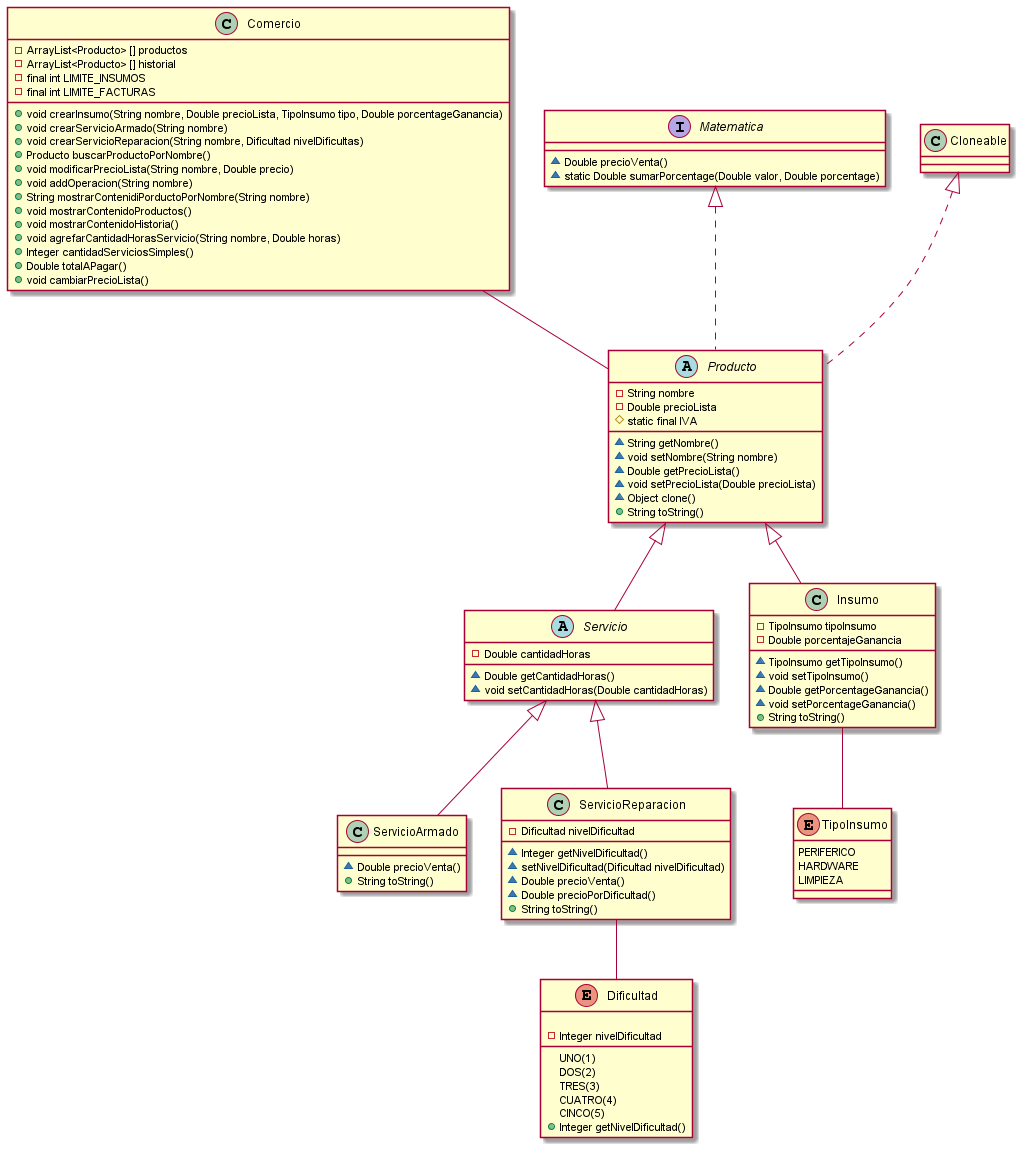 C Comercio
ArrayList<Producto> [] productos
ArrayList<Producto> [] historial
final int LIMITE_INSUMOS
final int LIMITE_FACTURAS
void crearInsumo(String nombre, Double precioLista, TipoInsumo tipo, Double porcentageGanancia)
void crearServicioArmado(String nombre)
void crearServicioReparacion(String nombre, Dificultad nivelDificultas)
Producto buscarProductoPorNombre()
void modificarPrecioLista(String nombre, Double precio)
void addOperacion(String nombre)
String mostrarContenidiPorductoPorNombre(String nombre)
void mostrarContenidoProductos()
void mostrarContenidoHistoria()
void agrefarCantidadHorasServicio(String nombre, Double horas)
Integer cantidadServiciosSimples()
Double totalAPagar()
void cambiarPrecioLista()
I Matematica
Double precioVenta()
static Double sumarPorcentage(Double valor, Double porcentage)
C Cloneable
A Producto
String nombre
Double precioLista
static final IVA
String getNombre()
void setNombre(String nombre)
Double getPrecioLista()
void setPrecioLista(Double precioLista)
Object clone()
String toString()
A Servicio
Double cantidadHoras
Double getCantidadHoras()
void setCantidadHoras(Double cantidadHoras)
C Insumo
TipoInsumo tipoInsumo
Double porcentajeGanancia
TipoInsumo getTipoInsumo()
void setTipoInsumo()
Double getPorcentageGanancia()
void setPorcentageGanancia()
String toString()
C ServicioArmado
Double precioVenta()
String toString()
C ServicioReparacion
Dificultad nivelDificultad
Integer getNivelDificultad()
setNivelDificultad(Dificultad nivelDificultad)
Double precioVenta()
Double precioPorDificultad()
String toString()
E TipoInsumo
PERIFERICO
HARDWARE
LIMPIEZA
E Dificultad
Integer nivelDificultad
UNO(1)
DOS(2)
TRES(3)
CUATRO(4)
CINCO(5)
Integer getNivelDificultad()